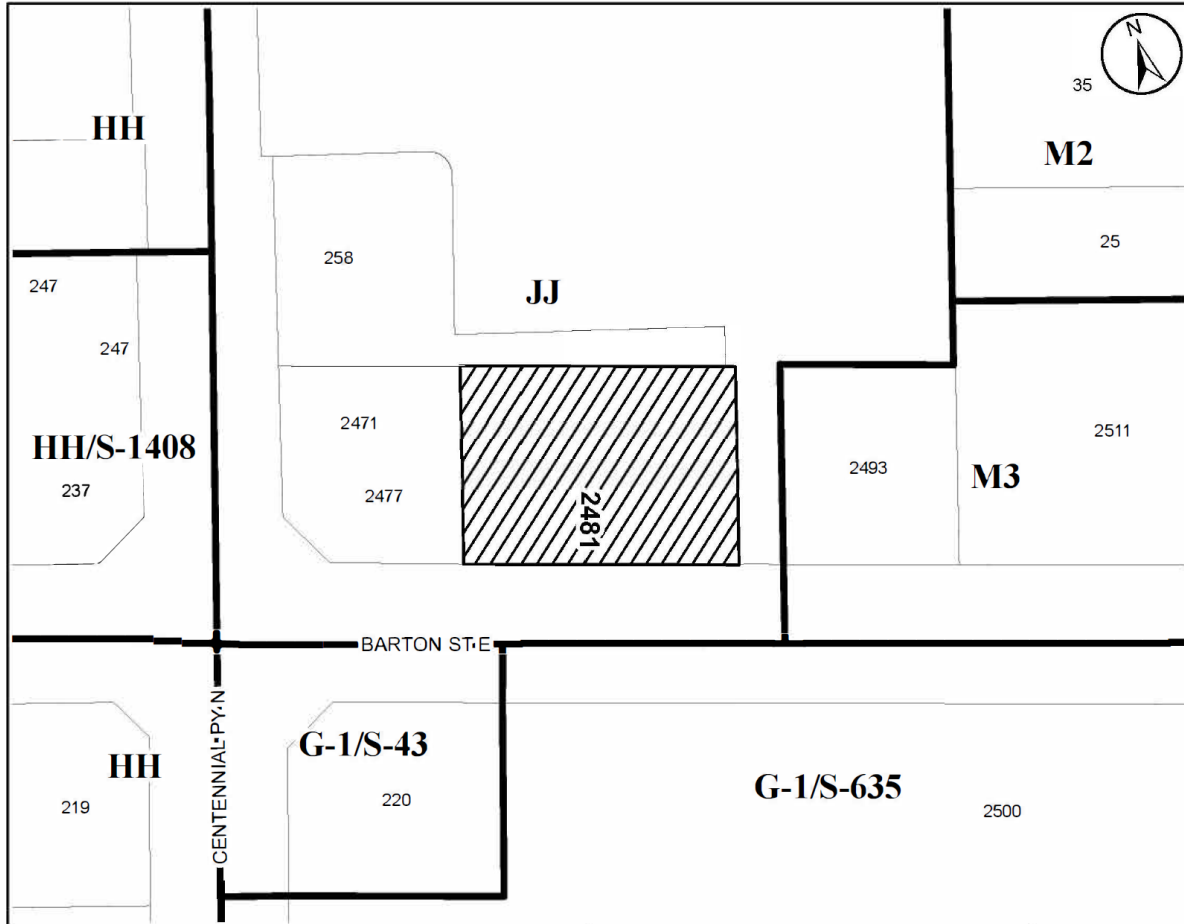 N
35
HH
M2
25
258
247
JJ
247
2471
2511
HH/S-1408
2493
M3
237
2477
2481
BARTON ST E
CENTENNIAL PY N
G-1/S-43
HH
G-1/S-635
219
220
2500